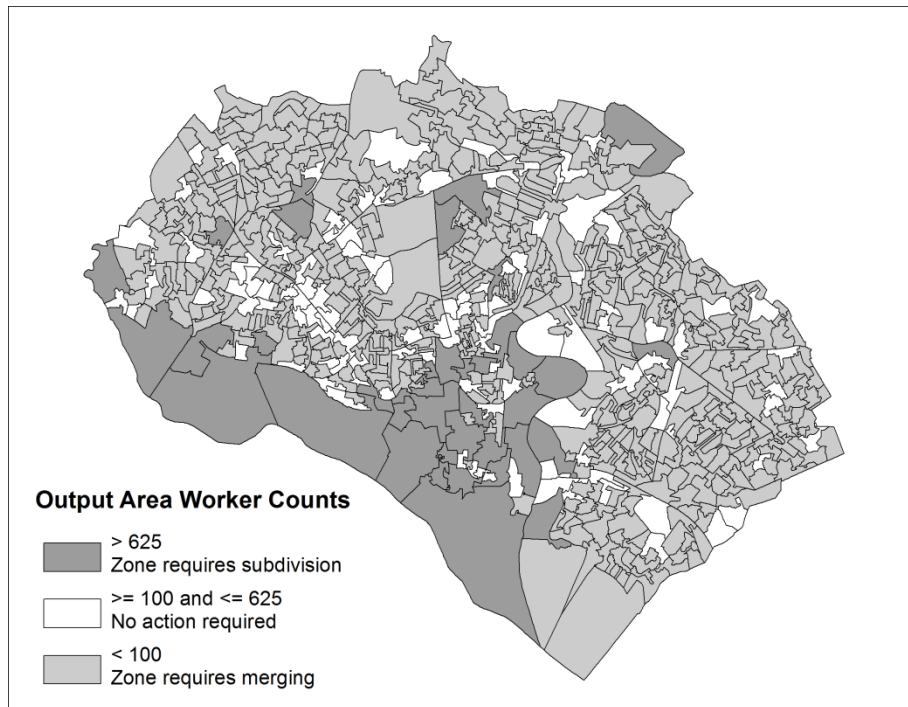 Output Area Worker Counts
> 625
Zone requires subdivision
>= 100 and <= 625
No action required
< 100
Zone requires merging